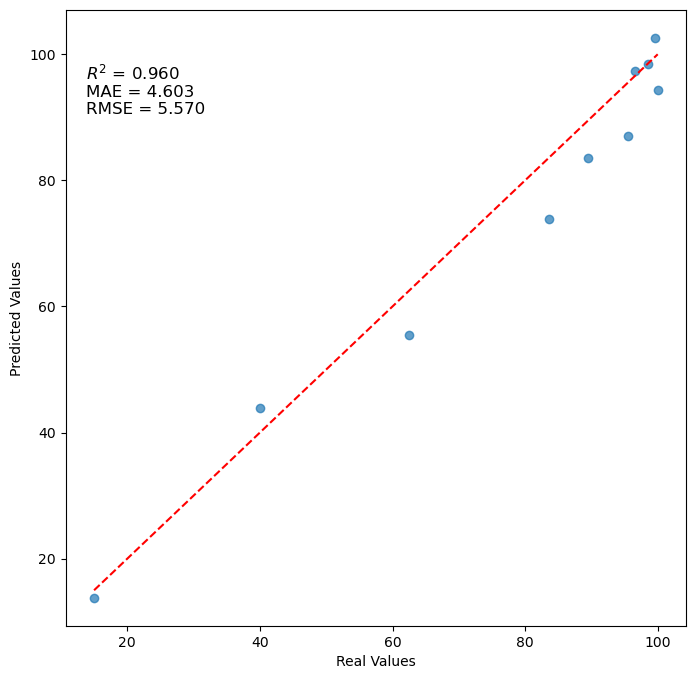 R² = 0.960
MAE = 4.603
RMSE = 5.570
100
80
60
40
20
Predicted Values
20 40 60 80 100
Real Values